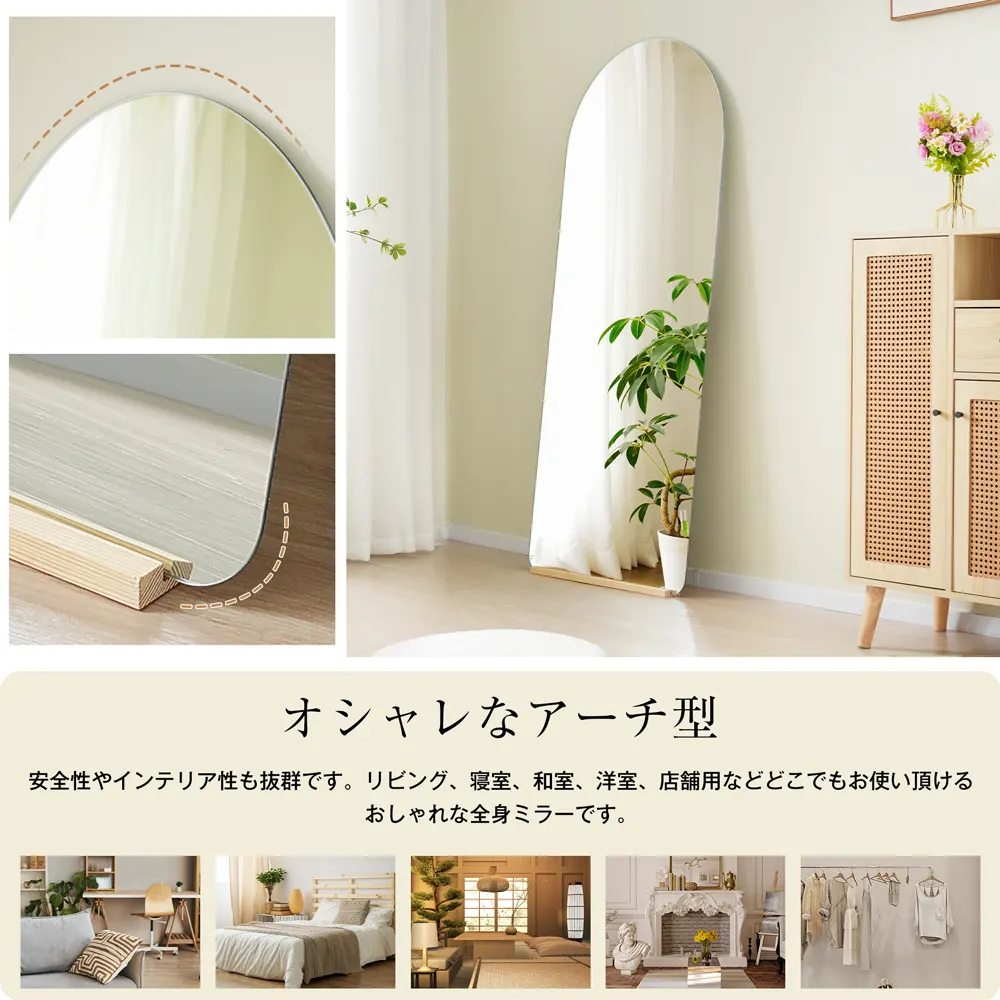 オシャレなアーチ型
安全性やインテリア性も抜群です。リビング、寝室、和室、洋室、店舗用などどこでもお使い頂ける
おしゃれな全身ミラーです。